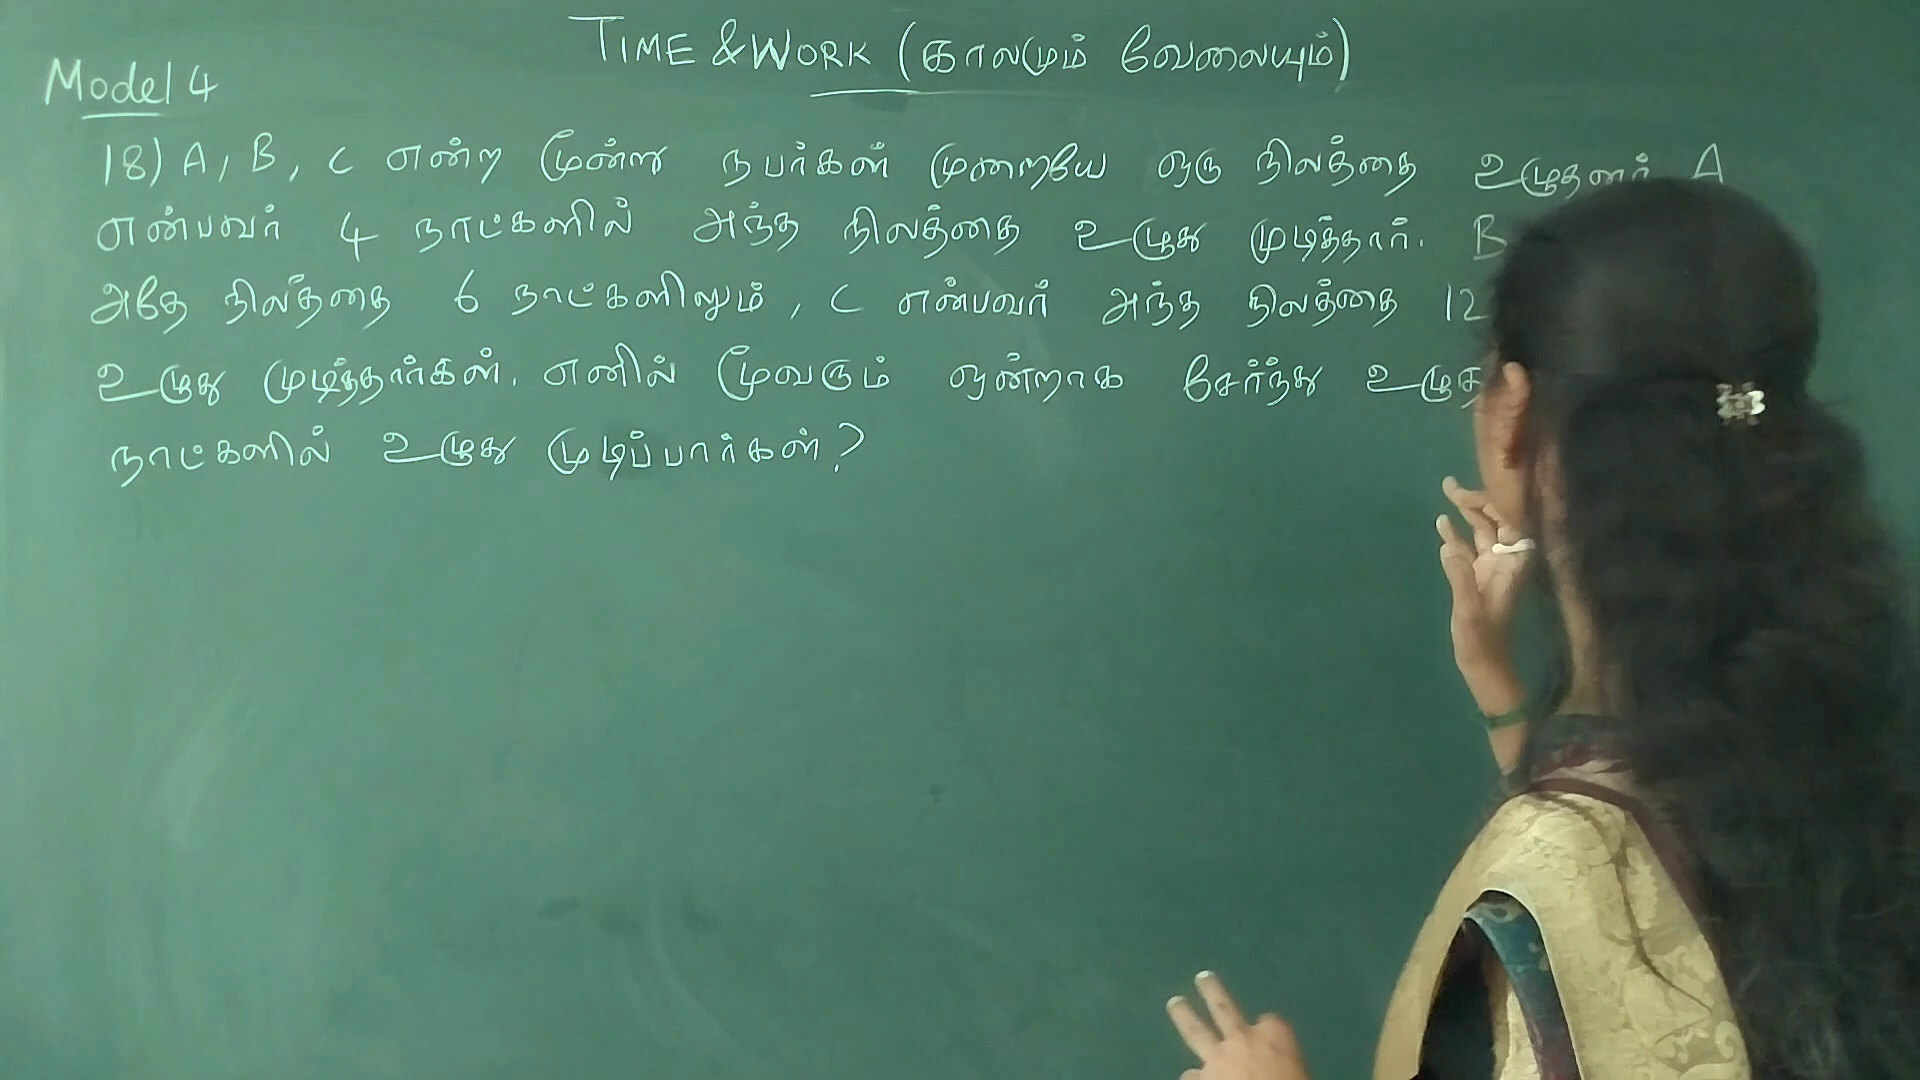 TIME & WORK (காலமும் வேலையும்)
Model 4
18) A, B, C என்ற மூன்று நபர்கள் முறையே ஒரு நிலத்தை உழுதனர் A
என்பவர் 4 நாட்களில் அந்த நிலத்தை உழுது முடித்தார். B
அதே நிலத்தை 6 நாட்களிலும், C என்பவர் அந்த நிலத்தை 12
உழுது முடித்தார்கள். எனில் மூவரும் ஒன்றாக சேர்ந்து
நாட்களில் உழுது முடிப்பார்கள்?